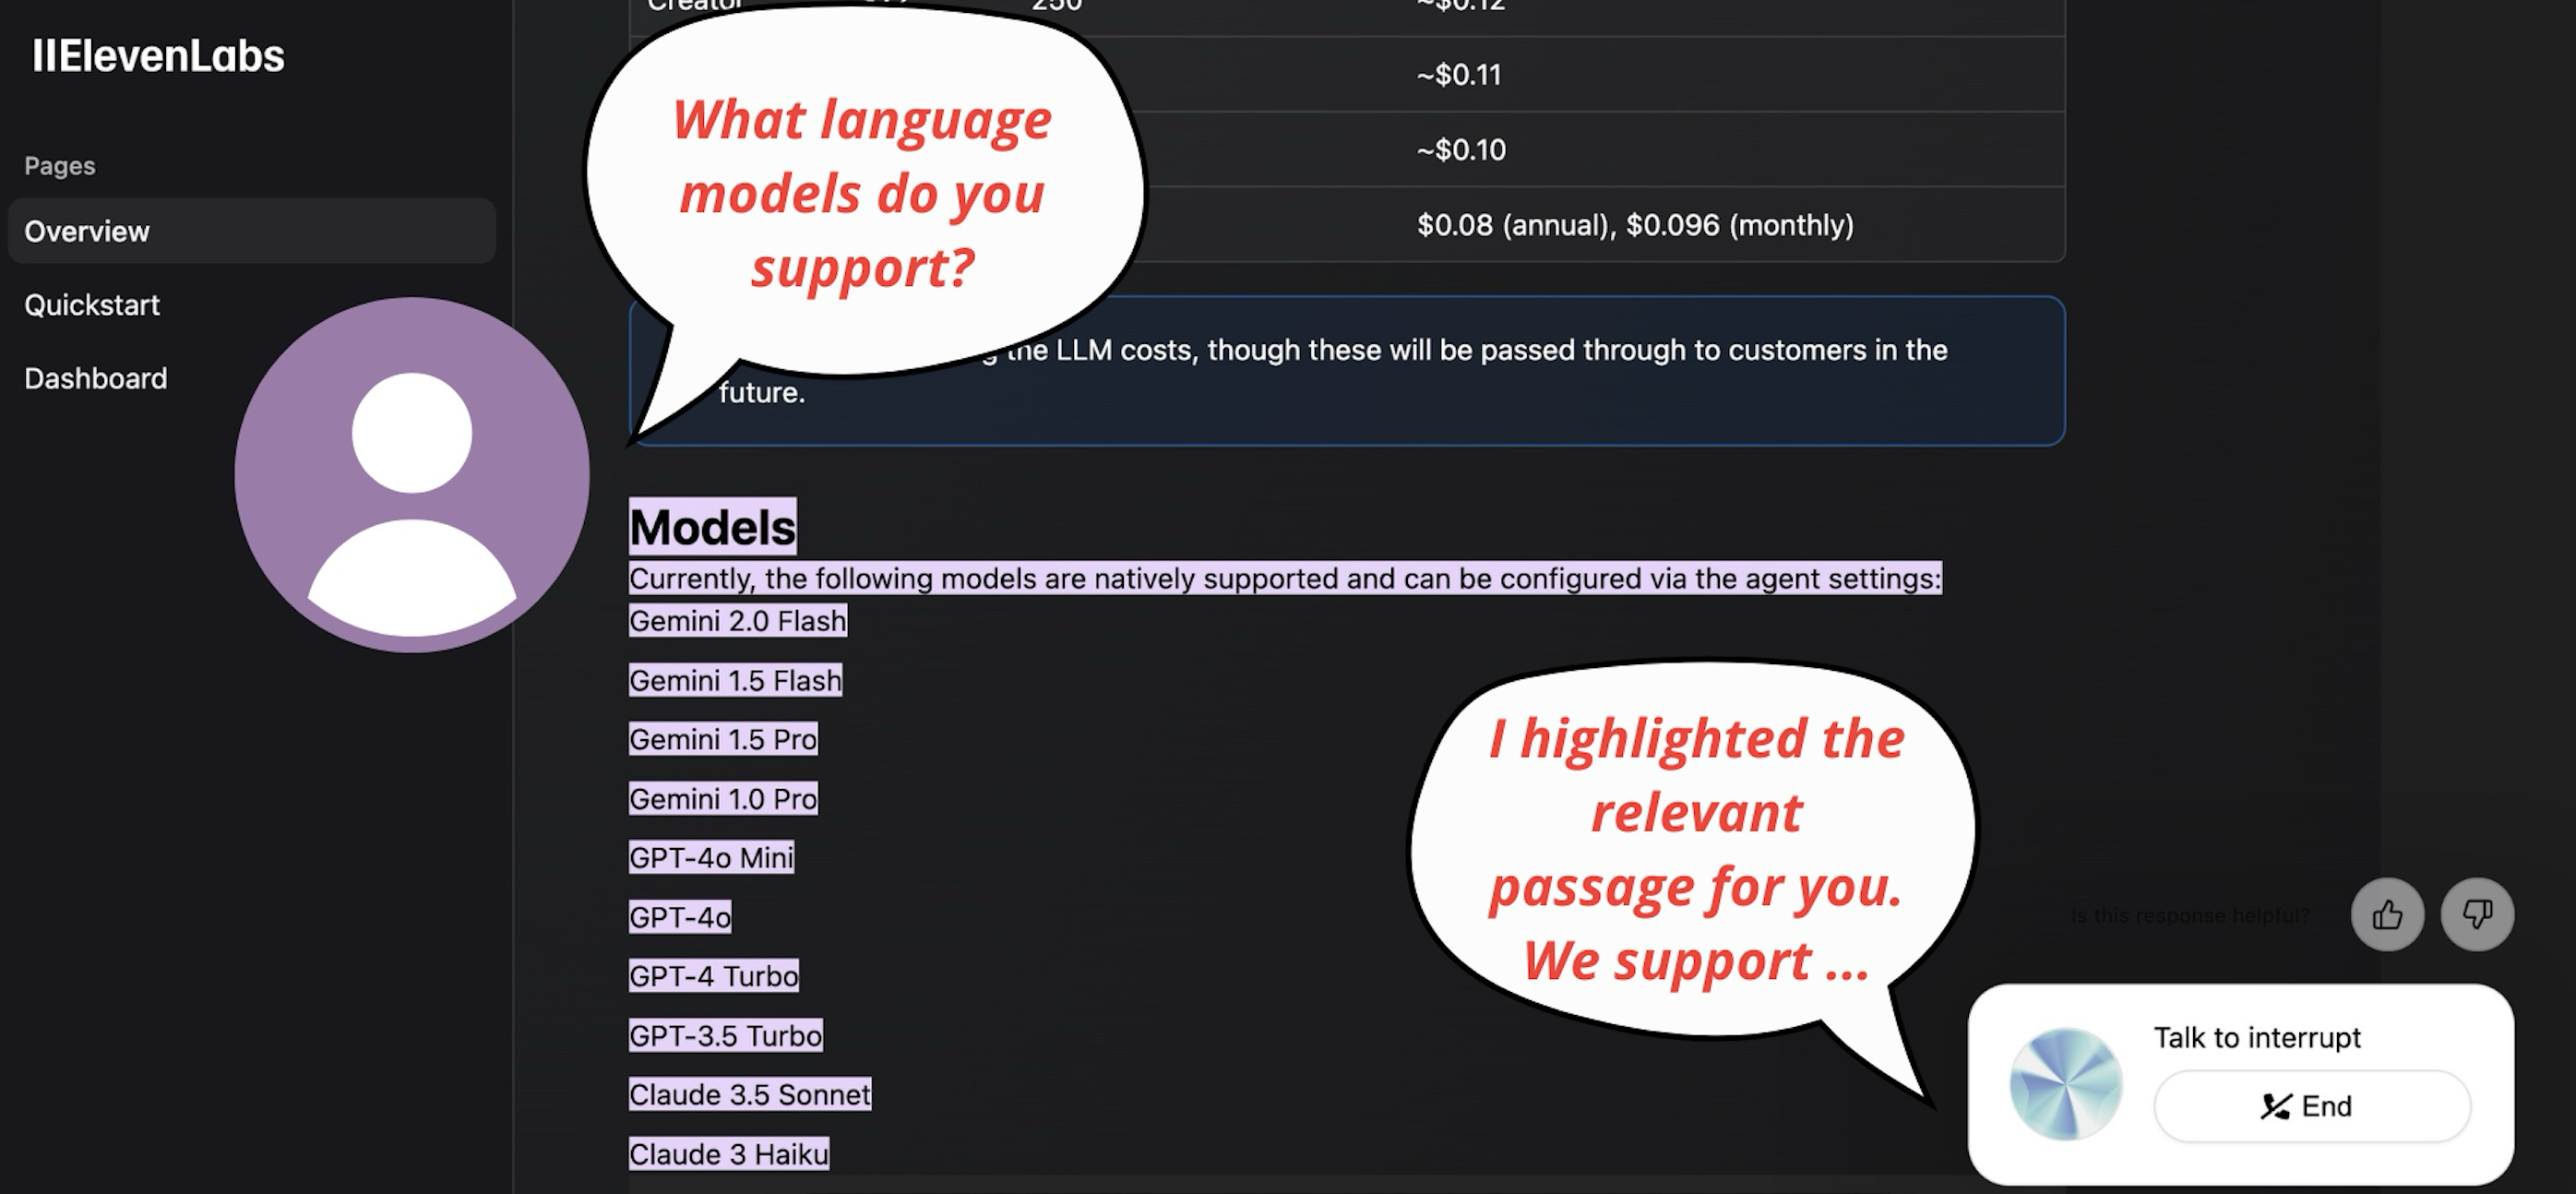 IIElevenLabs
Pages
Overview
Quickstart
Dashboard
Creator 250 ~$0.12
~$0.11
~$0.10
$0.08 (annual), $0.096 (monthly)
What language
models do you
support?
the LLM costs, though these will be passed through to customers in the
future.
Models
Currently, the following models are natively supported and can be configured via the agent settings:
Gemini 2.0 Flash
Gemini 1.5 Flash
Gemini 1.5 Pro
Gemini 1.0 Pro
GPT-4o Mini
GPT-4o
GPT-4 Turbo
GPT-3.5 Turbo
Claude 3.5 Sonnet
Claude 3 Haiku
I highlighted the
relevant
passage for you.
We support ...
Is this response helpful?
Talk to interrupt
End